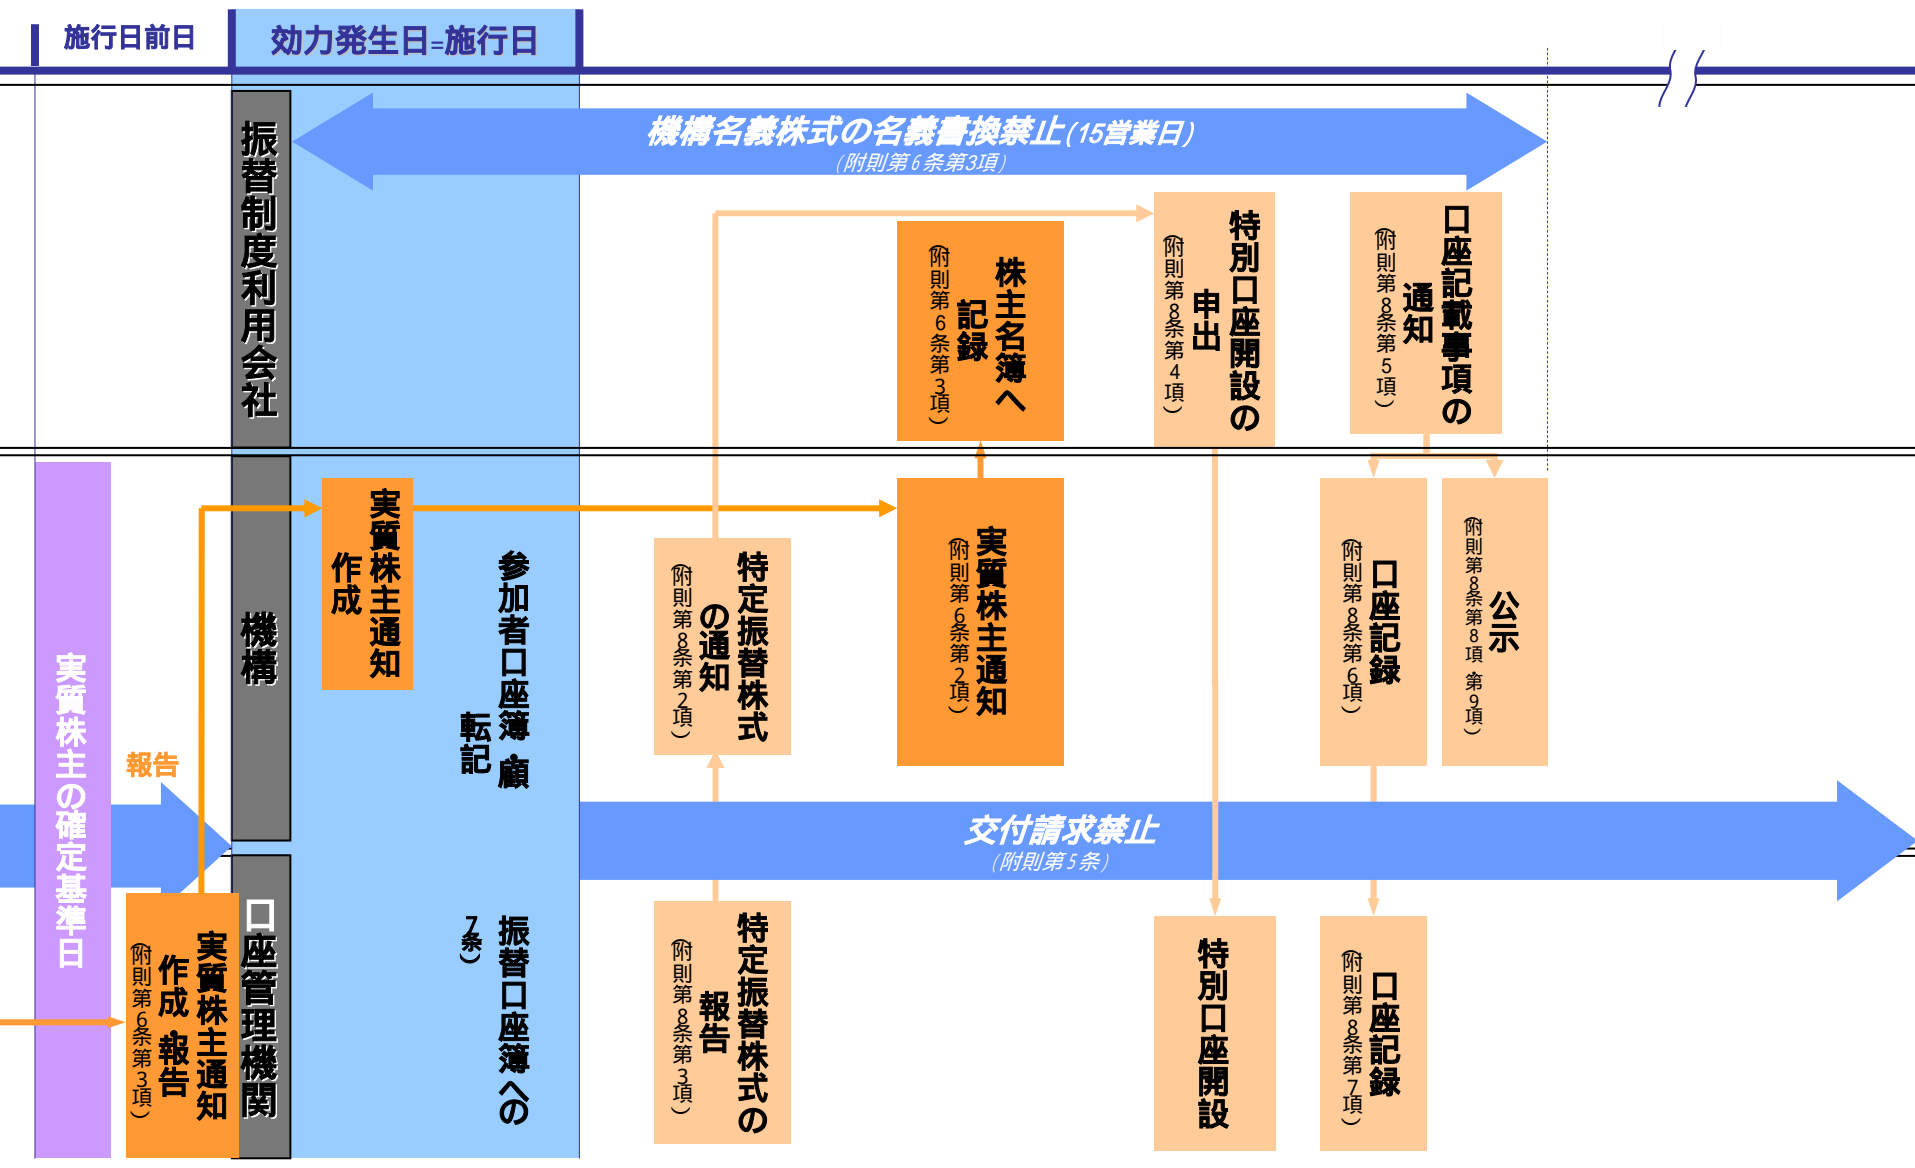 施行日前日
効力発生日=施行日
機構名義株式の名義書換禁止(15営業日)
(附則第6条第3項)
振替制度利用会社
株主名簿へ
記録
(附則第6条第3項)
特別口座開設の
申出
(附則第8条第4項)
口座記載事項の
通知
(附則第8条第5項)
機構
実質株主通知
作成
参加者口座簿・顧
転記
特定振替株式
の通知
(附則第8条第2項)
実質株主通知
(附則第6条第2項)
口座記録
(附則第8条第6項)
公示
(附則第8条第8項・第9項)
実質株主の確定基準日
報告
交付請求禁止
(附則第5条)
口座管理機関
実質株主通知
作成・報告
(附則第6条第3項)
振替口座簿への
7条)
特定振替株式の
報告
(附則第8条第3項)
特別口座開設
口座記録
(附則第8条第7項)